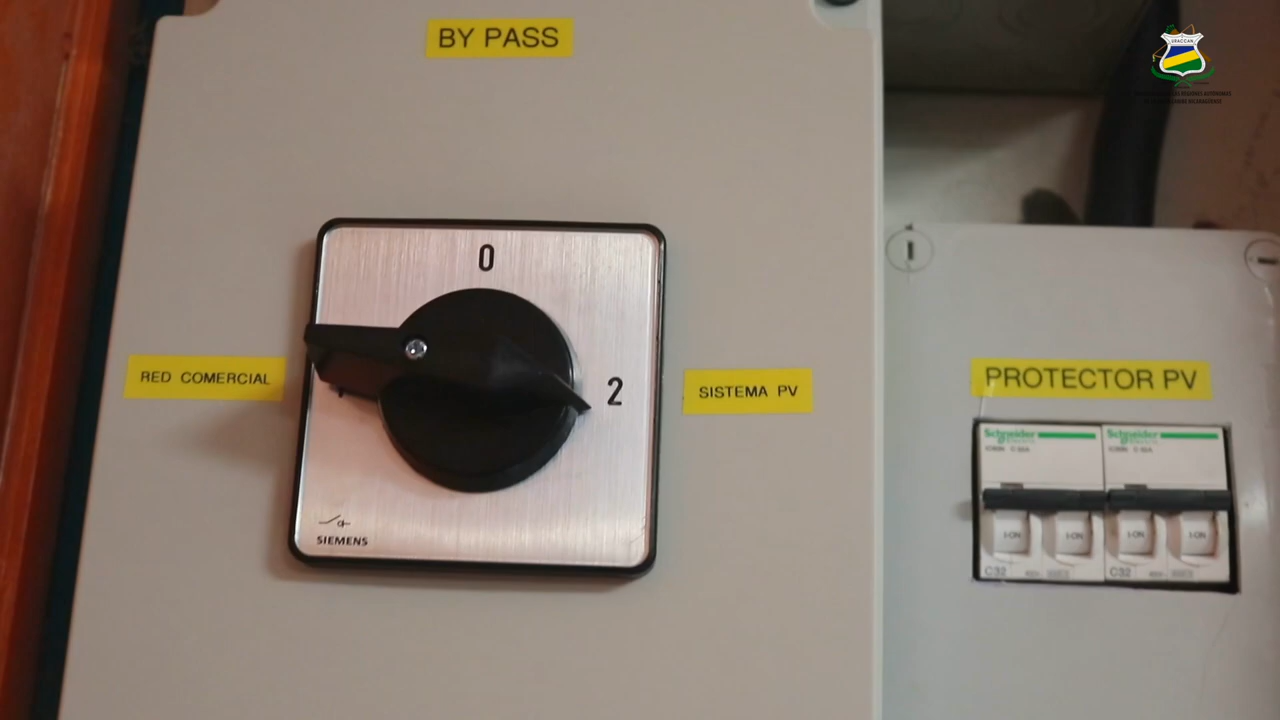 BY PASS
0
RED COMERCIAL
2
SISTEMA PV
SIEMENS
PROTECTOR PV
Schneider
Schneider
I-ON
I-ON
I-ON
I-ON
C32
C32
URACCAN